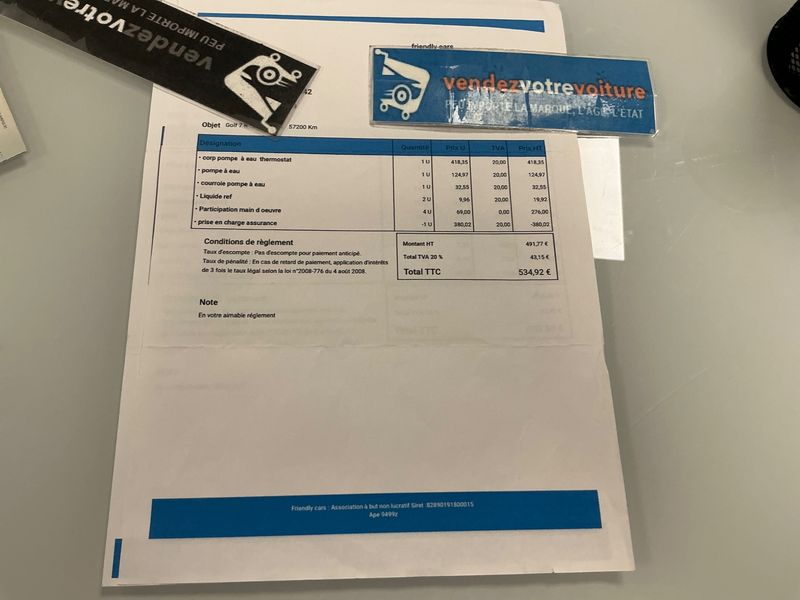 vendezvotrevoiture
PEU IMPORTE LA
friendly cars
vendezvotrevoiture
PEU IMPORTE LA MARQUE, L'AGE, L'ETAT
42
Objet Golf 7 57200 Km
Désignation Quantité Prix U TVA Prix HT
• corp pompe à eau thermostat 1 U 418,35 20,00 418,35
• pompe à eau 1 U 124,97 20,00 124,97
• courroie pompe à eau 1 U 32,55 20,00 32,55
• Liquide ref 2 U 9,96 20,00 19,92
• Participation main d oeuvre 4 U 69,00 0,00 276,00
• prise en charge assurance -1 U 380,02 20,00 -380,02
Conditions de règlement
Taux d'escompte : Pas d'escompte pour paiement anticipé.
Taux de pénalité : En cas de retard de paiement, application d'intérêts
de 3 fois le taux légal selon la loi n°2008-776 du 4 août 2008.
Montant HT 491,77 €
Total TVA 20 % 43,15 €
Total TTC 534,92 €
Note
En votre aimable réglement
Friendly cars : Association à but non lucratif Siret 82890191800015
Ape 9499z